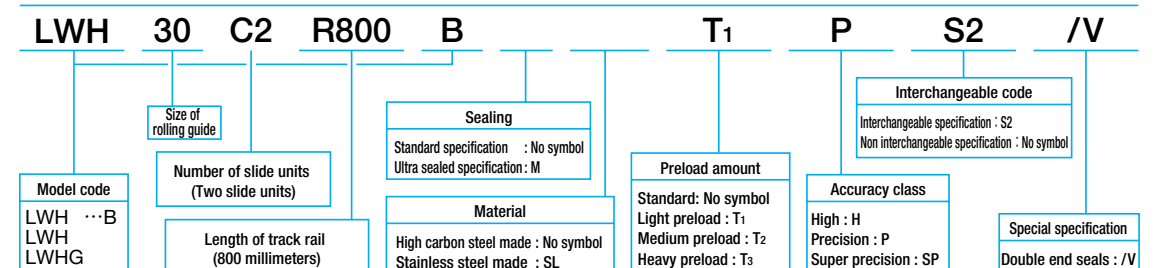 LWH 30 C2 R800 B T1 P S2 /V
Size of
rolling guide
Number of slide units
(Two slide units)
Model code
LWH …B
LWH
LWHG
Length of track rail
(800 millimeters)
Sealing
Standard specification : No symbol
Ultra sealed specification : M
Material
High carbon steel made : No symbol
Stainless steel made : SL
Preload amount
Standard: No symbol
Light preload : T1
Medium preload : T2
Heavy preload : T3
Interchangeable code
Interchangeable specification : S2
Non interchangeable specification : No symbol
Accuracy class
High : H
Precision : P
Super precision : SP
Special specification
Double end seals : /V